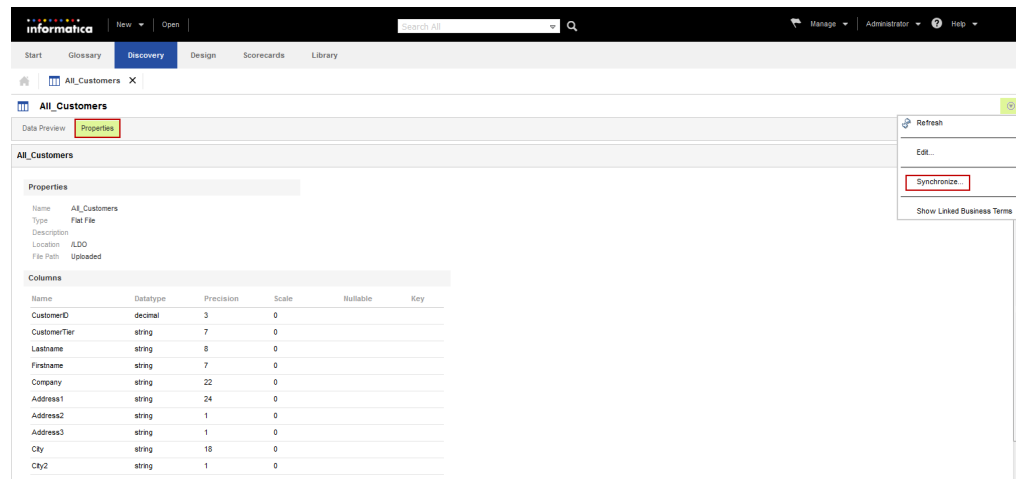 informatica New Open Search All Manage Administrator ? Help
Start Glossary Discovery Design Scorecards Library
All_Customers X
All_Customers
Data Preview Properties
Refresh
Edit...
Synchronize...
Show Linked Business Terms
All_Customers
Properties
Name All_Customers
Type Flat File
Description
Location /LDO
File Path Uploaded
Columns
Name Datatype Precision Scale Nullable Key
CustomerID decimal 3 0
CustomerTier string 7 0
Lastname string 8 0
Firstname string 7 0
Company string 22 0
Address1 string 24 0
Address2 string 1 0
Address3 string 1 0
City string 18 0
City2 string 1 0